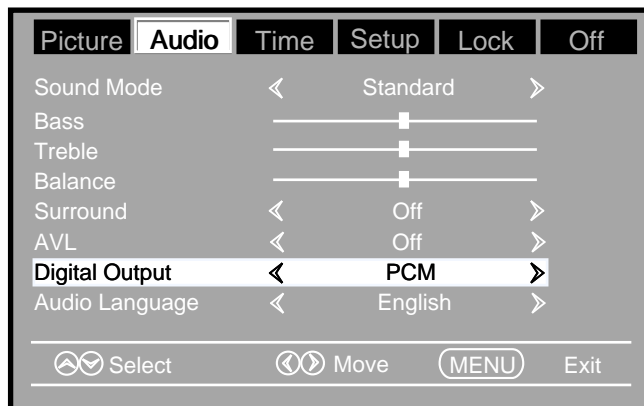 Picture Audio Time Setup Lock Off
Sound Mode Standard
Bass
Treble
Balance
Surround Off
AVL Off
Digital Output PCM
Audio Language English
Select Move MENU Exit